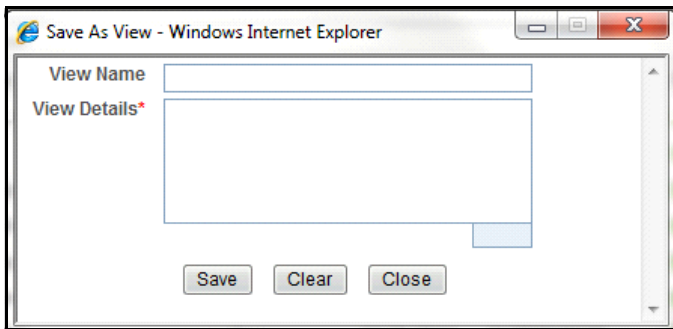 Save As View - Windows Internet Explorer
View Name
View Details*
Save Clear Close